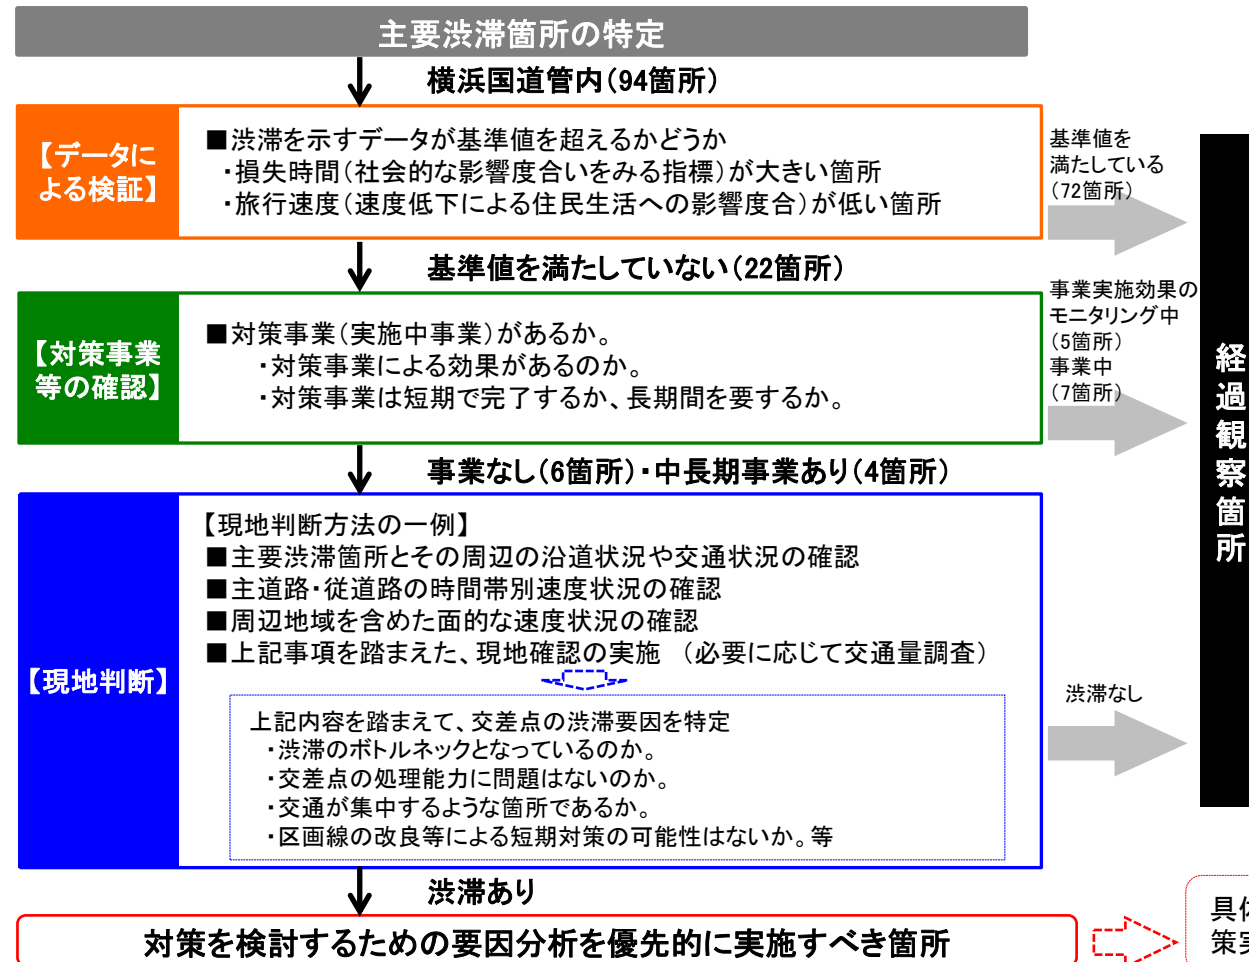 主要渋滞箇所の特定
横浜国道管内(94箇所)
【データに
よる検証】
■渋滞を示すデータが基準値を超えるかどうか
・損失時間(社会的な影響度合いをみる指標)が大きい箇所
・旅行速度(速度低下による住民生活への影響度合)が低い箇所
基準値を
満たしている
(72箇所)
基準値を満たしていない(22箇所)
【対策事業
等の確認】
■対策事業(実施中事業)があるか。
・対策事業による効果があるのか。
・対策事業は短期で完了するか、長期間を要するか。
事業実施効果の
モニタリング中
(5箇所)
事業中
(7箇所)
経過観察箇所
事業なし(6箇所)・中長期事業あり(4箇所)
【現地判断】
【現地判断方法の一例】
■主要渋滞箇所とその周辺の沿道状況や交通状況の確認
■主道路・従道路の時間帯別速度状況の確認
■周辺地域を含めた面的な速度状況の確認
■上記事項を踏まえた、現地確認の実施 (必要に応じて交通量調査)
上記内容を踏まえて、交差点の渋滞要因を特定
・渋滞のボトルネックとなっているのか。
・交差点の処理能力に問題はないのか。
・交通が集中するような箇所であるか。
・区画線の改良等による短期対策の可能性はないか。等
渋滞なし
渋滞あり
対策を検討するための要因分析を優先的に実施すべき箇所
策実